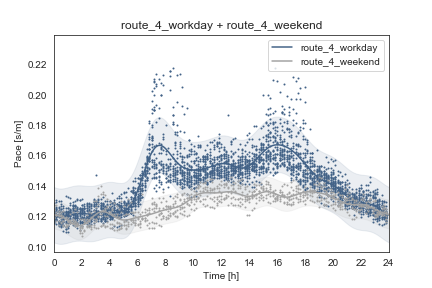 route_4_workday + route_4_weekend
route_4_workday
route_4_weekend
Pace [s/m]
0.22
0.20
0.18
0.16
0.14
0.12
0.10
0 2 4 6 8 10 12 14 16 18 20 22 24
Time [h]